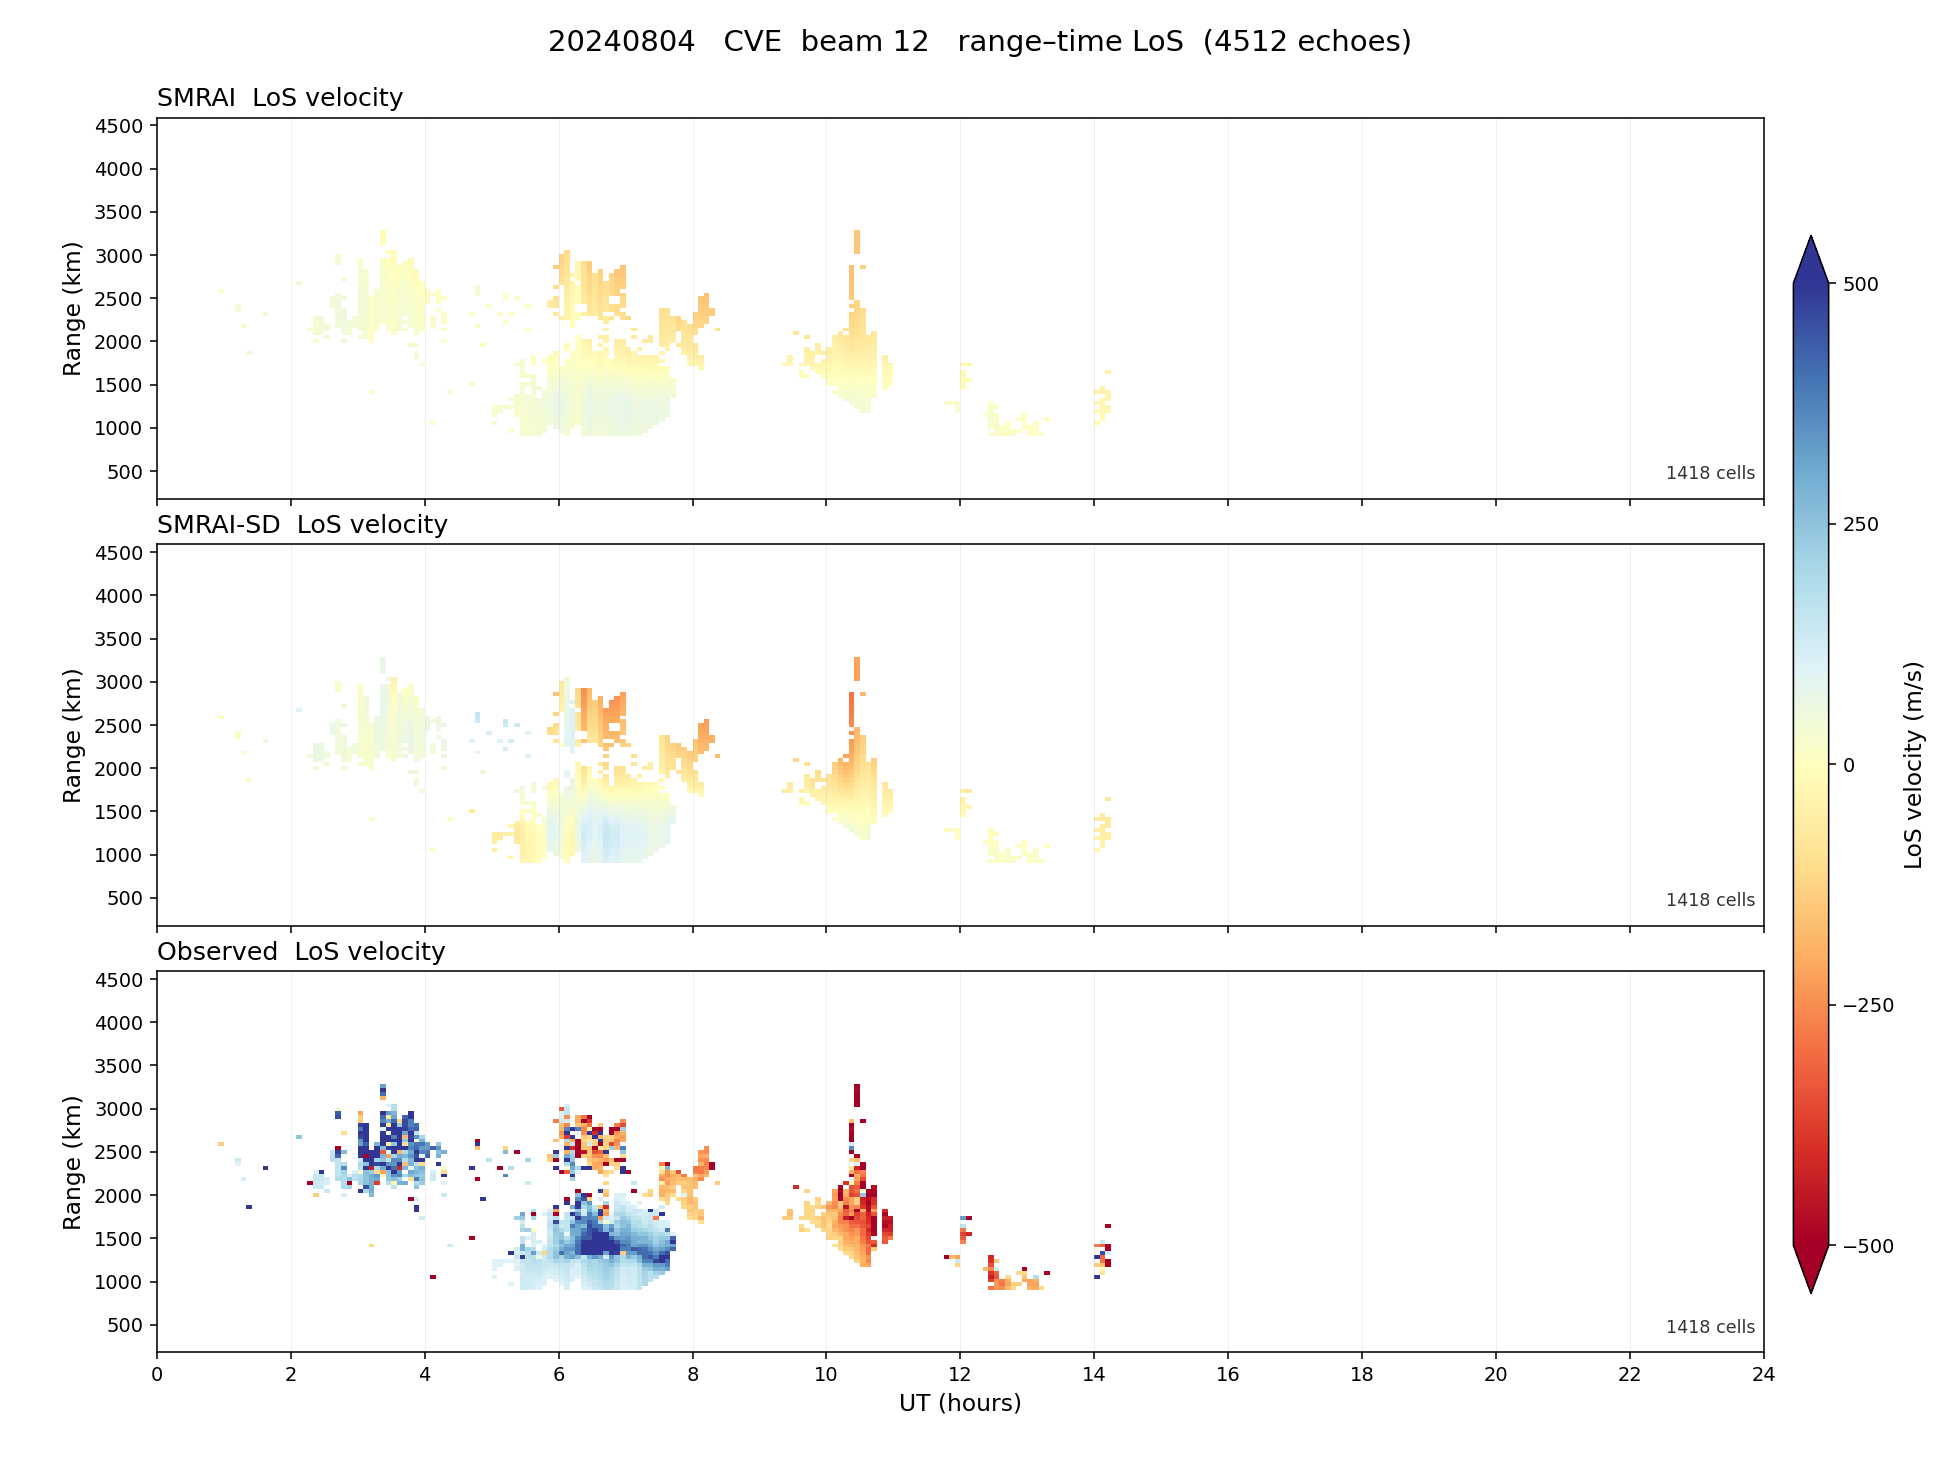 20240804   CVE  beam 12   range–time LoS  (4512 echoes)
SMRAI  LoS velocity
4500
4000
3500
3000
2500
2000
1500
1000
500
Range (km)
1418 cells
SMRAI-SD  LoS velocity
4500
4000
3500
3000
2500
2000
1500
1000
500
Range (km)
1418 cells
Observed  LoS velocity
4500
4000
3500
3000
2500
2000
1500
1000
500
Range (km)
1418 cells
0 2 4 6 8 10 12 14 16 18 20 22 24
UT (hours)
500
250
0
−250
−500
LoS velocity (m/s)